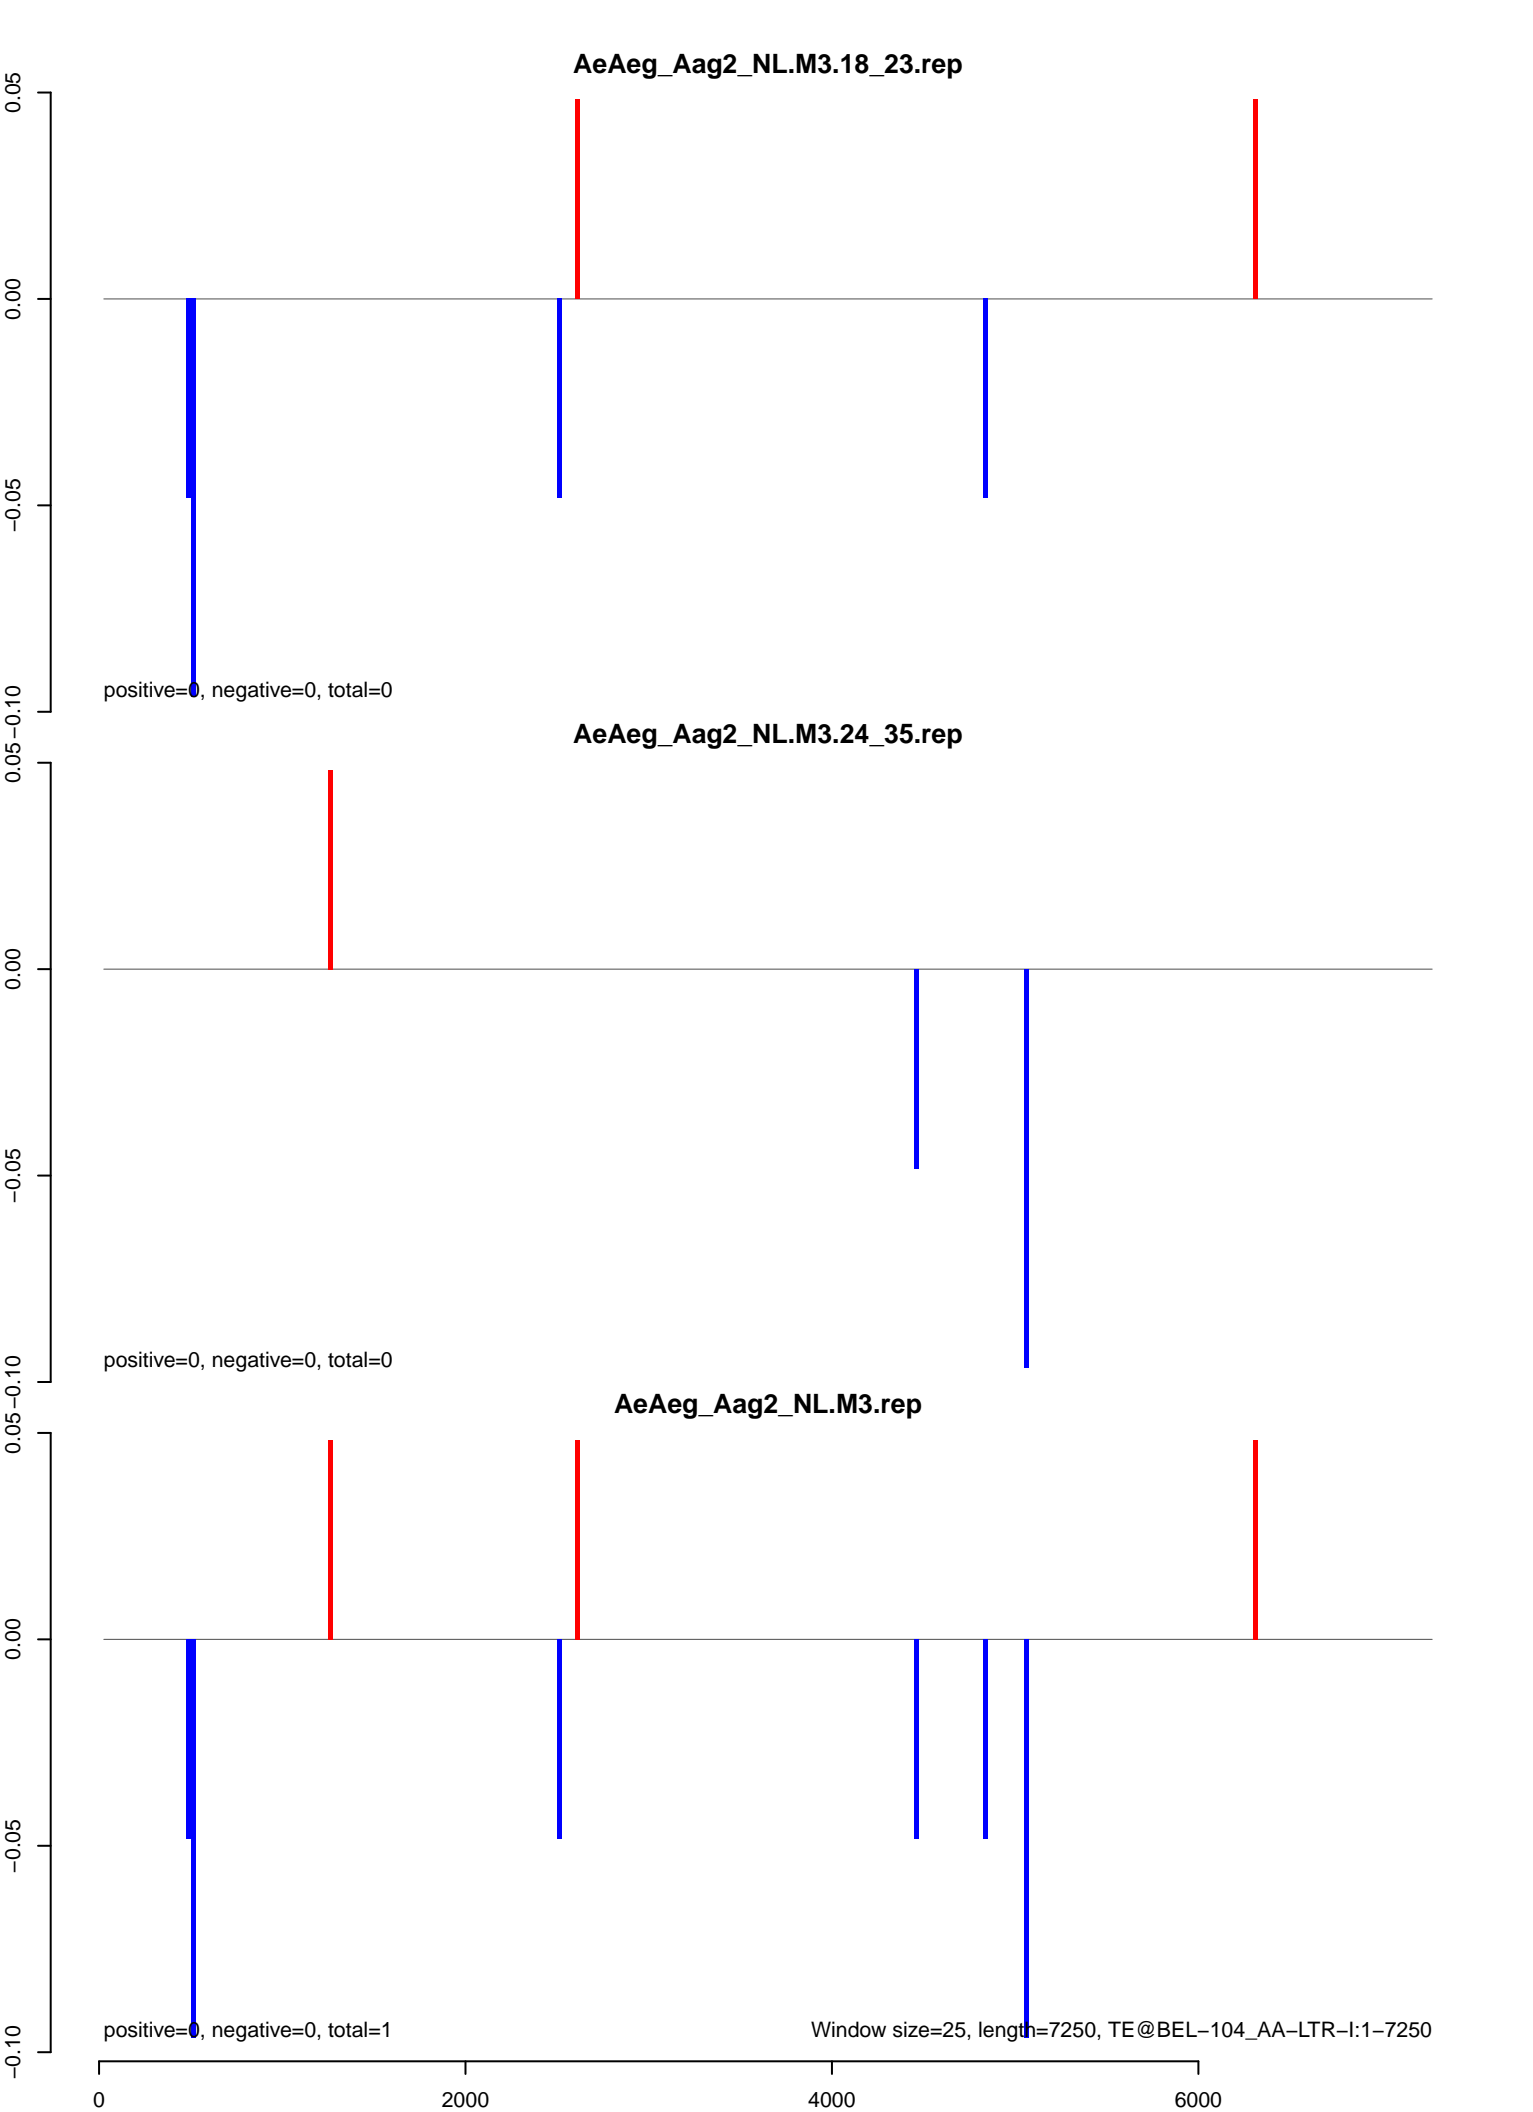 AeAeg_Aag2_NL.M3.18_23.rep
0.05
0.00
−0.05
−0.10
positive=0, negative=0, total=0
AeAeg_Aag2_NL.M3.24_35.rep
0.05
0.00
−0.05
−0.10
positive=0, negative=0, total=0
AeAeg_Aag2_NL.M3.rep
0.05
0.00
−0.05
−0.10
positive=0, negative=0, total=1
Window size=25, length=7250, TE@BEL−104_AA−LTR−I:1−7250
0 2000 4000 6000